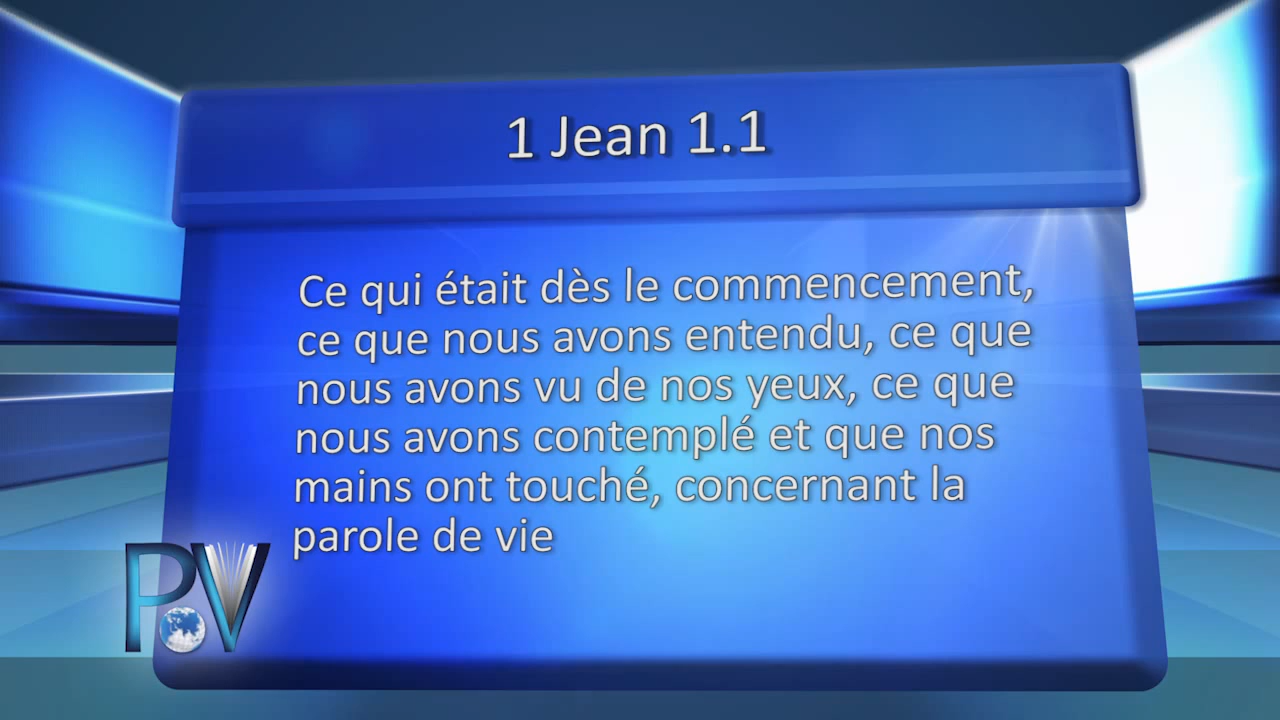 1 Jean 1.1
Ce qui était dès le commencement,
ce que nous avons entendu, ce que
nous avons vu de nos yeux, ce que
nous avons contemplé et que nos
mains ont touché, concernant la
parole de vie
PV